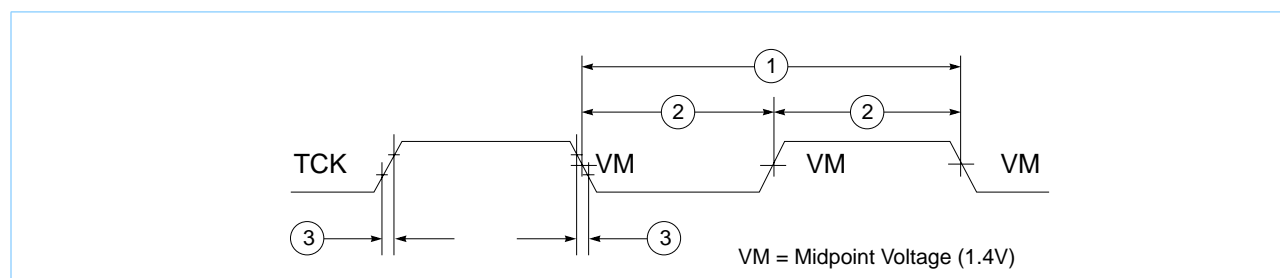 1
2 2
TCK VM VM VM
3 3
VM = Midpoint Voltage (1.4V)